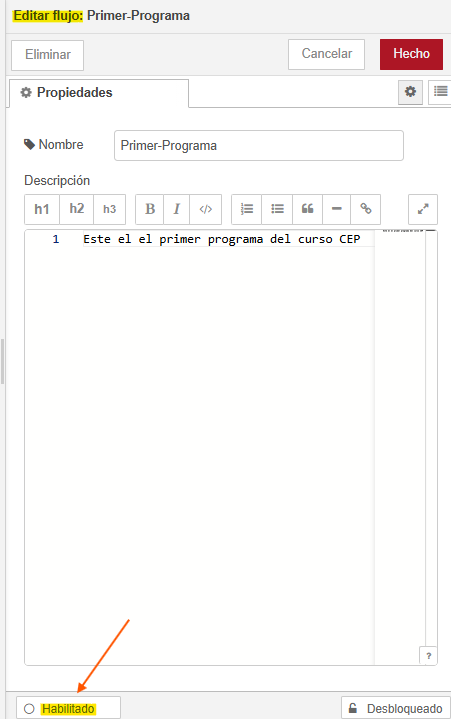 Editar flujo: Primer-Programa
Eliminar
Cancelar
Hecho
Propiedades
Nombre
Primer-Programa
Descripción
h1 h2 h3 B I </>
1 Este el el primer programa del curso CEP
?
Habilitado
Desbloqueado